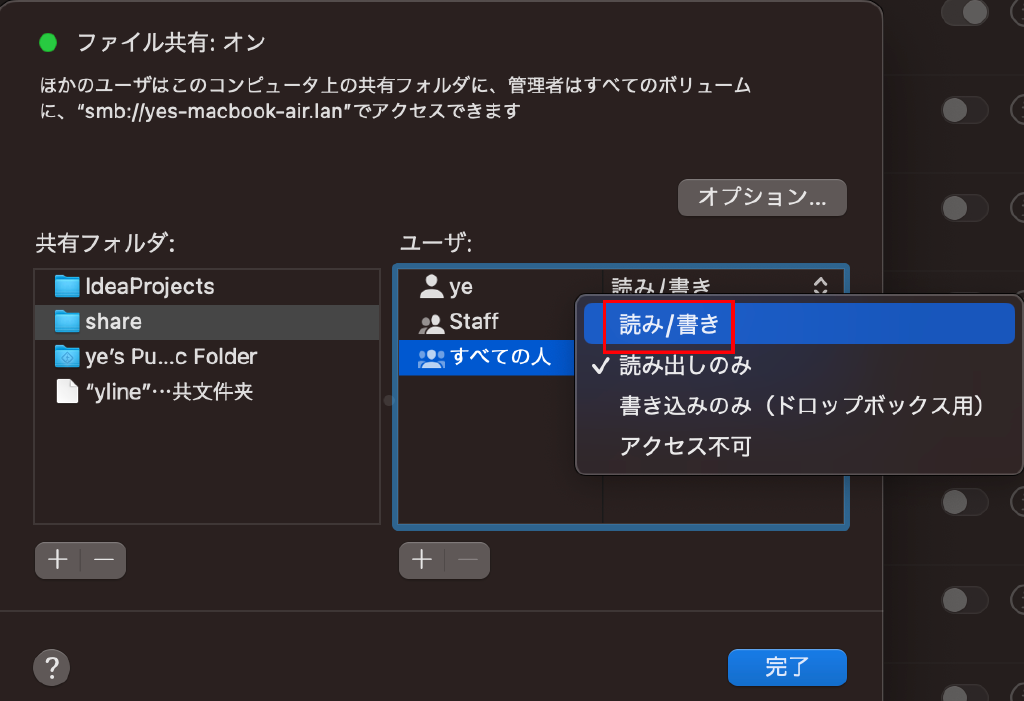 ファイル共有: オン
ほかのユーザはこのコンピュータ上の共有フォルダに、管理者はすべてのボリューム
に、“smb://yes-macbook-air.lan”でアクセスできます
オプション...
共有フォルダ:
ユーザ:
IdeaProjects
share
ye’s Pu...c Folder
“yline”…共文件夹
ye
読み/書き
Staff
すべての人
読み/書き
✓ 読み出しのみ
書き込みのみ（ドロップボックス用）
アクセス不可
+ −
+ −
?
完了